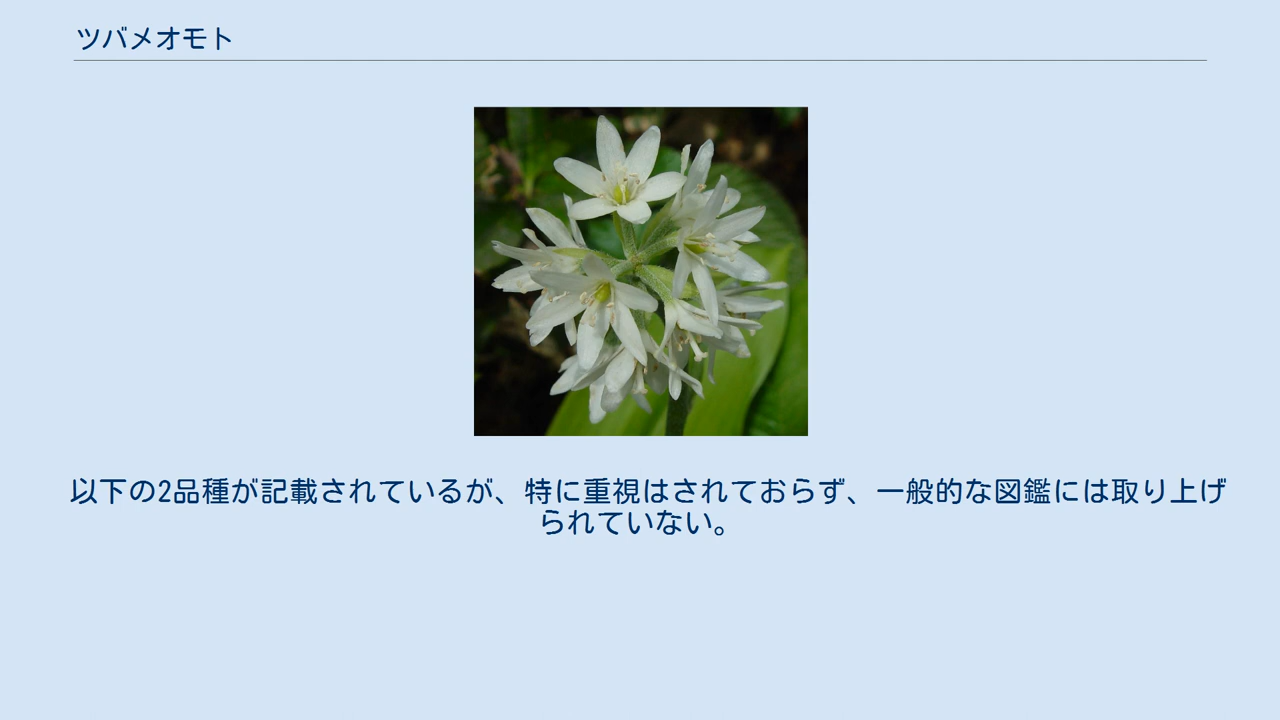 ツバメオモト
以下の2品種が記載されているが、特に重視はされておらず、一般的な図鑑には取り上げ
られていない。